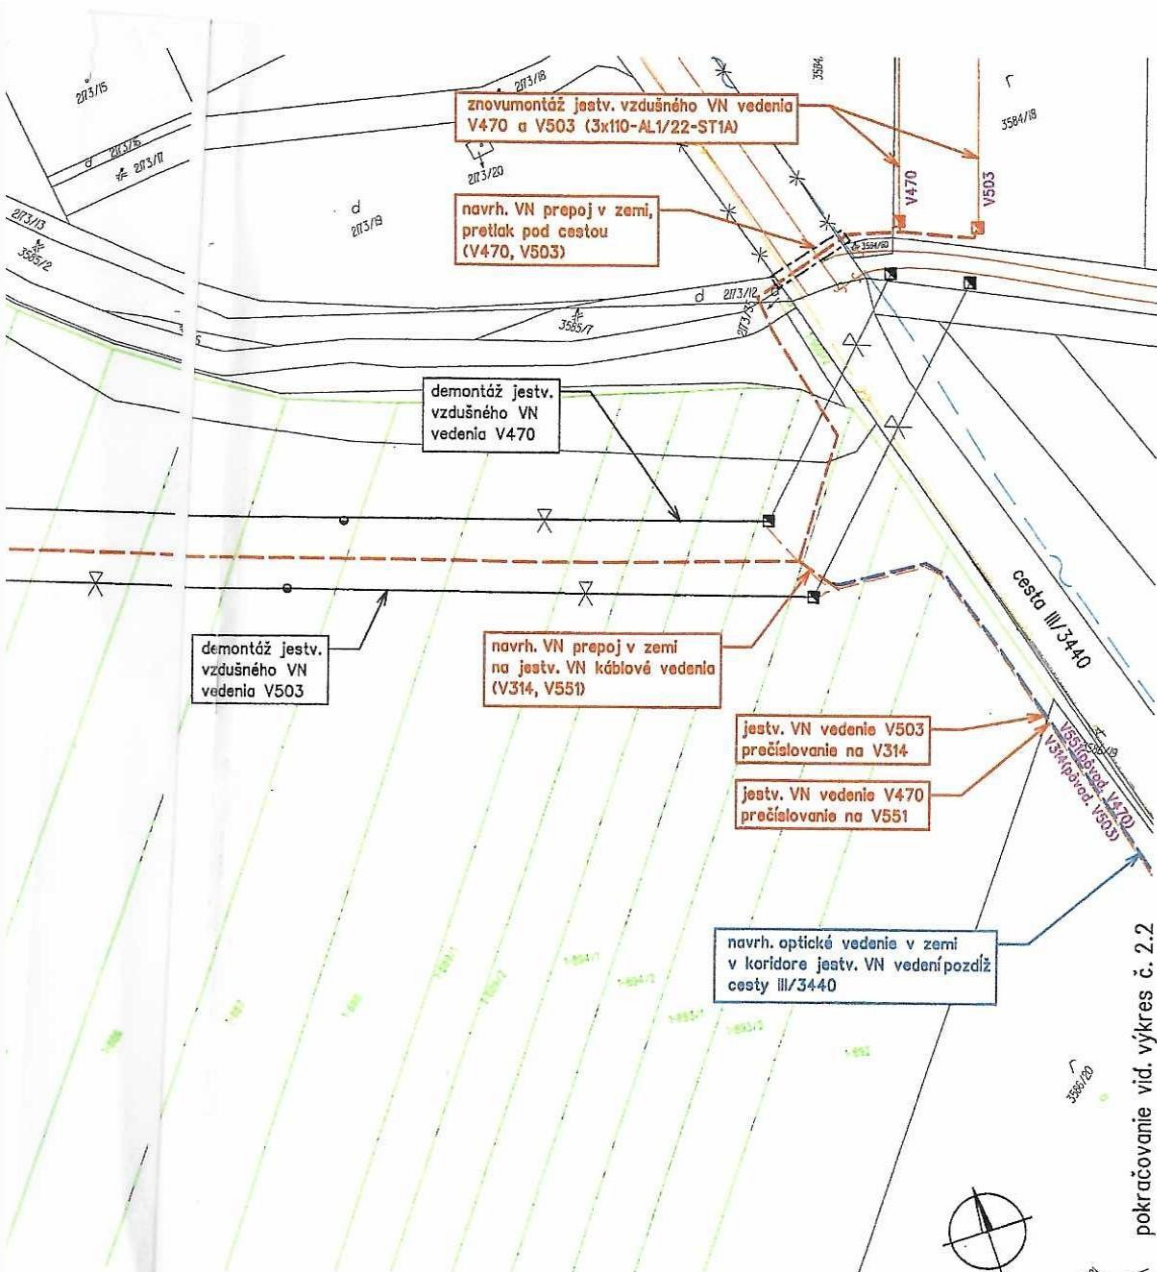 2173/15
2173/16
2173/17
2173/18
2173/20
d
2173/19
2173/13
3585/2
znovumontáž jestv. vzdušného VN vedenia
V470 a V503 (3x110-AL1/22-ST1A)
3584/18
V470
V503
navrh. VN prepoj v zemi,
pretlak pod cestou
(V470, V503)
3584/60
d 2173/12
3585/7
demontáž jestv.
vzdušného VN
vedenia V470
cesta III/3440
demontáž jestv.
vzdušného VN
vedenia V503
navrh. VN prepoj v zemi
na jestv. VN káblové vedenia
(V314, V551)
jestv. VN vedenie V503
prečíslovanie na V314
jestv. VN vedenie V470
prečíslovanie na V551
V551(pôvod. V470)
V314(pôvod. V503)
navrh. optické vedenie v zemi
v koridore jestv. VN vedení pozdĺž
cesty III/3440
3586/20
pokračovanie viď. výkres č. 2.2